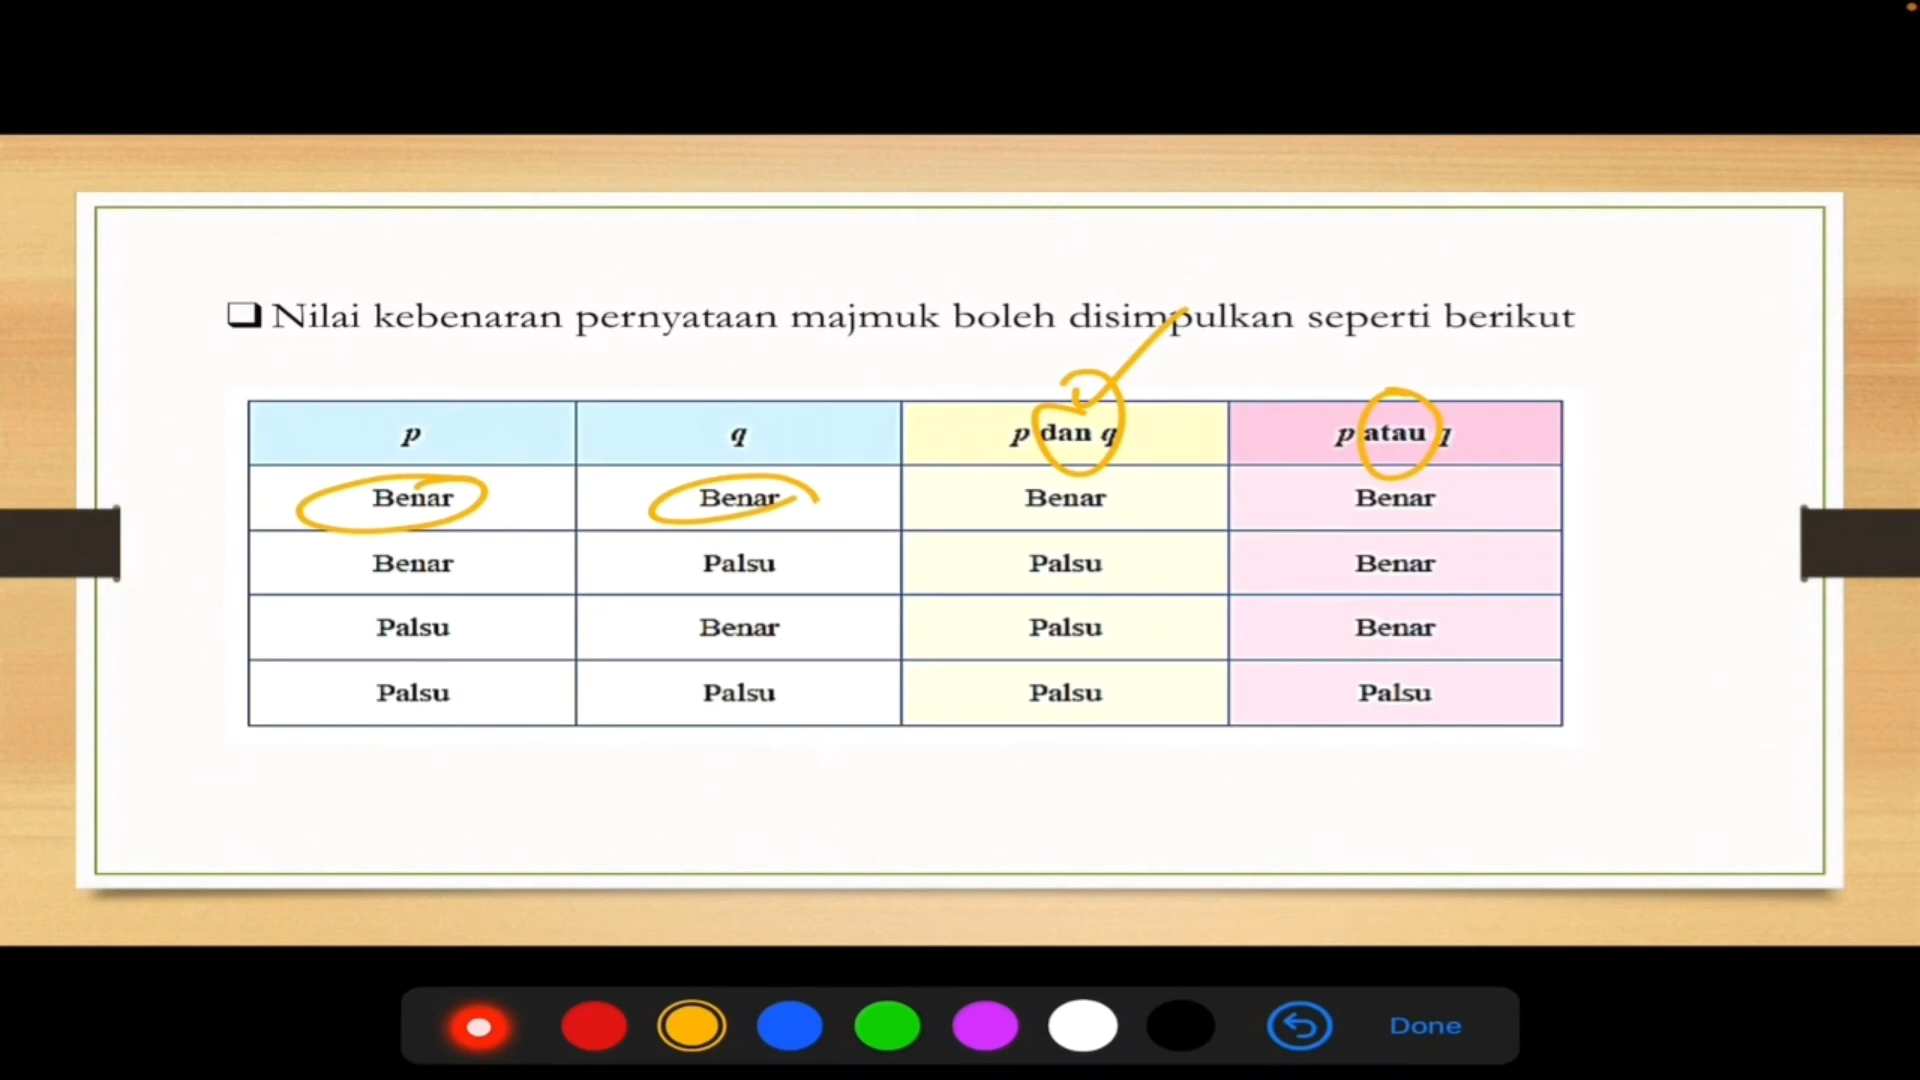 ❑ Nilai kebenaran pernyataan majmuk boleh disimpulkan seperti berikut
p q p dan q p atau q
Benar Benar Benar Benar
Benar Palsu Palsu Benar
Palsu Benar Palsu Benar
Palsu Palsu Palsu Palsu
Done